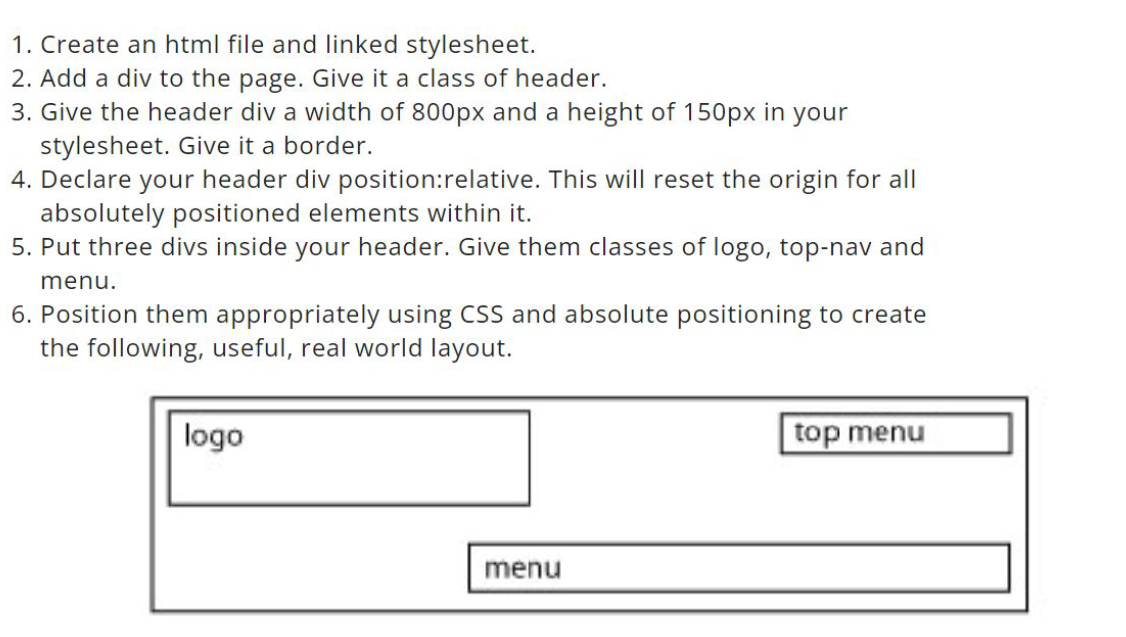 1. Create an html file and linked stylesheet.
2. Add a div to the page. Give it a class of header.
3. Give the header div a width of 800px and a height of 150px in your
stylesheet. Give it a border.
4. Declare your header div position:relative. This will reset the origin for all
absolutely positioned elements within it.
5. Put three divs inside your header. Give them classes of logo, top-nav and
menu.
6. Position them appropriately using CSS and absolute positioning to create
the following, useful, real world layout.
logo
top menu
menu